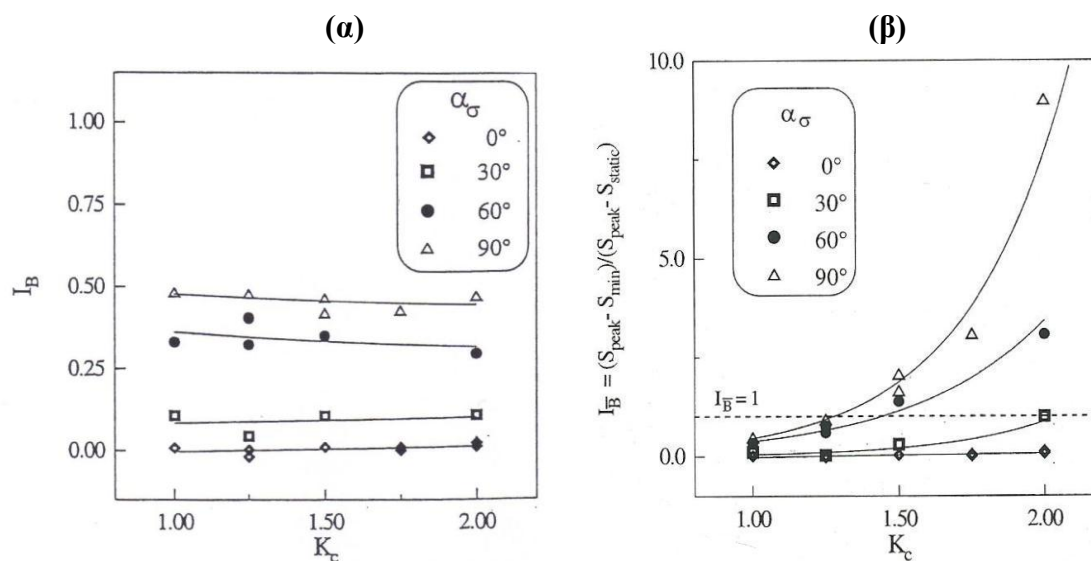 (α)
1.00
0.75
0.50
0.25
0.00
I_B
α_σ
0°
30°
60°
90°
1.00
1.50
2.00
K_c
(β)
10.0
5.0
0.0
I_B̅ = (S_peak - S_min)/(S_peak - S_static)
α_σ
0°
30°
60°
90°
I_B̅ = 1
1.00
1.50
2.00
K_c